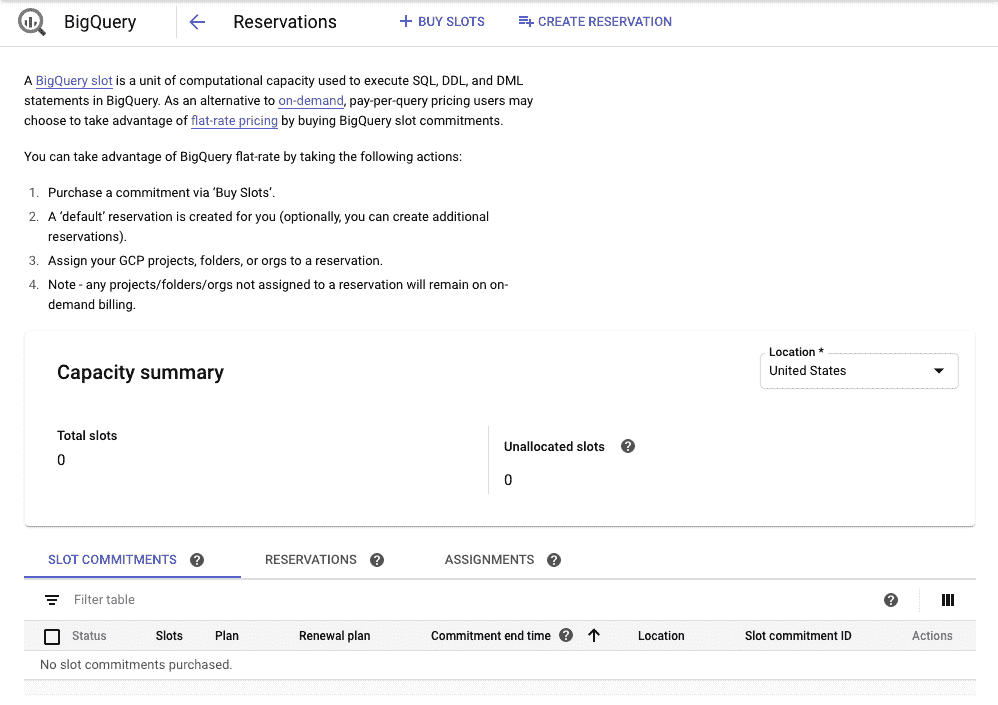 BigQuery
Reservations
BUY SLOTS
CREATE RESERVATION
A BigQuery slot is a unit of computational capacity used to execute SQL, DDL, and DML
statements in BigQuery. As an alternative to on-demand, pay-per-query pricing users may
choose to take advantage of flat-rate pricing by buying BigQuery slot commitments.
You can take advantage of BigQuery flat-rate by taking the following actions:
1. Purchase a commitment via ‘Buy Slots’.
2. A ‘default’ reservation is created for you (optionally, you can create additional
reservations).
3. Assign your GCP projects, folders, or orgs to a reservation.
4. Note - any projects/folders/orgs not assigned to a reservation will remain on on-
demand billing.
Capacity summary
Location *
United States
Total slots
0
Unallocated slots
0
SLOT COMMITMENTS
RESERVATIONS
ASSIGNMENTS
Filter table
Status Slots Plan Renewal plan Commitment end time Location Slot commitment ID Actions
No slot commitments purchased.